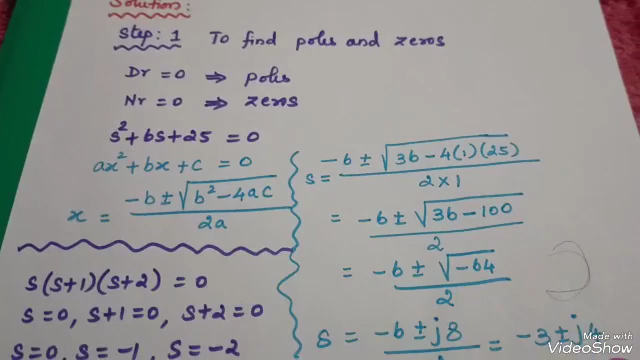 Solution:
Step: 1 To find poles and zeros
Dr = 0 ⇒ poles
Nr = 0 ⇒ zeros
s² + 6s + 25 = 0
ax² + bx + c = 0
x = -b ± √(b² - 4ac) / 2a
s(s+1)(s+2) = 0
s = 0, s+1 = 0, s+2 = 0
s = 0, s = -1, s = -2
s = -6 ± √(36 - 4(1)(25)) / 2 × 1
= -6 ± √(36 - 100) / 2
= -6 ± √(-64) / 2
s = -6 ± j8 / = -3 ± j4
Made with
VideoShow